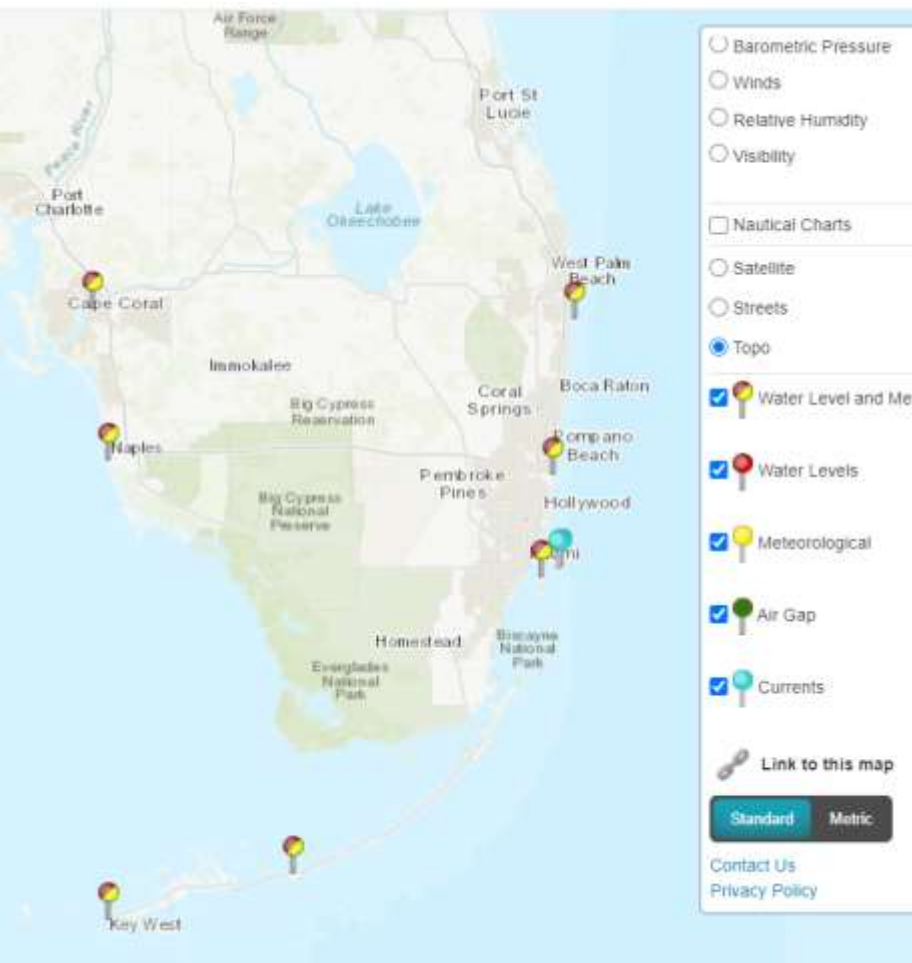 Air Force
Range
Port St
Lucie
Peace River
Port
Charlotte
Lake
Okeechobee
West Palm
Beach
Cape Coral
Immokalee
Coral
Springs
Boca Raton
Big Cypress
Reservation
Naples
Pompano
Beach
Pembroke
Pines
Big Cypress
National
Preserve
Hollywood
Homestead
Biscayne
National
Park
Everglades
National
Park
Key West
Barometric Pressure
Winds
Relative Humidity
Visibility
Nautical Charts
Satellite
Streets
Topo
Water Level and Me
Water Levels
Meteorological
Air Gap
Currents
Link to this map
Standard Metric
Contact Us
Privacy Policy